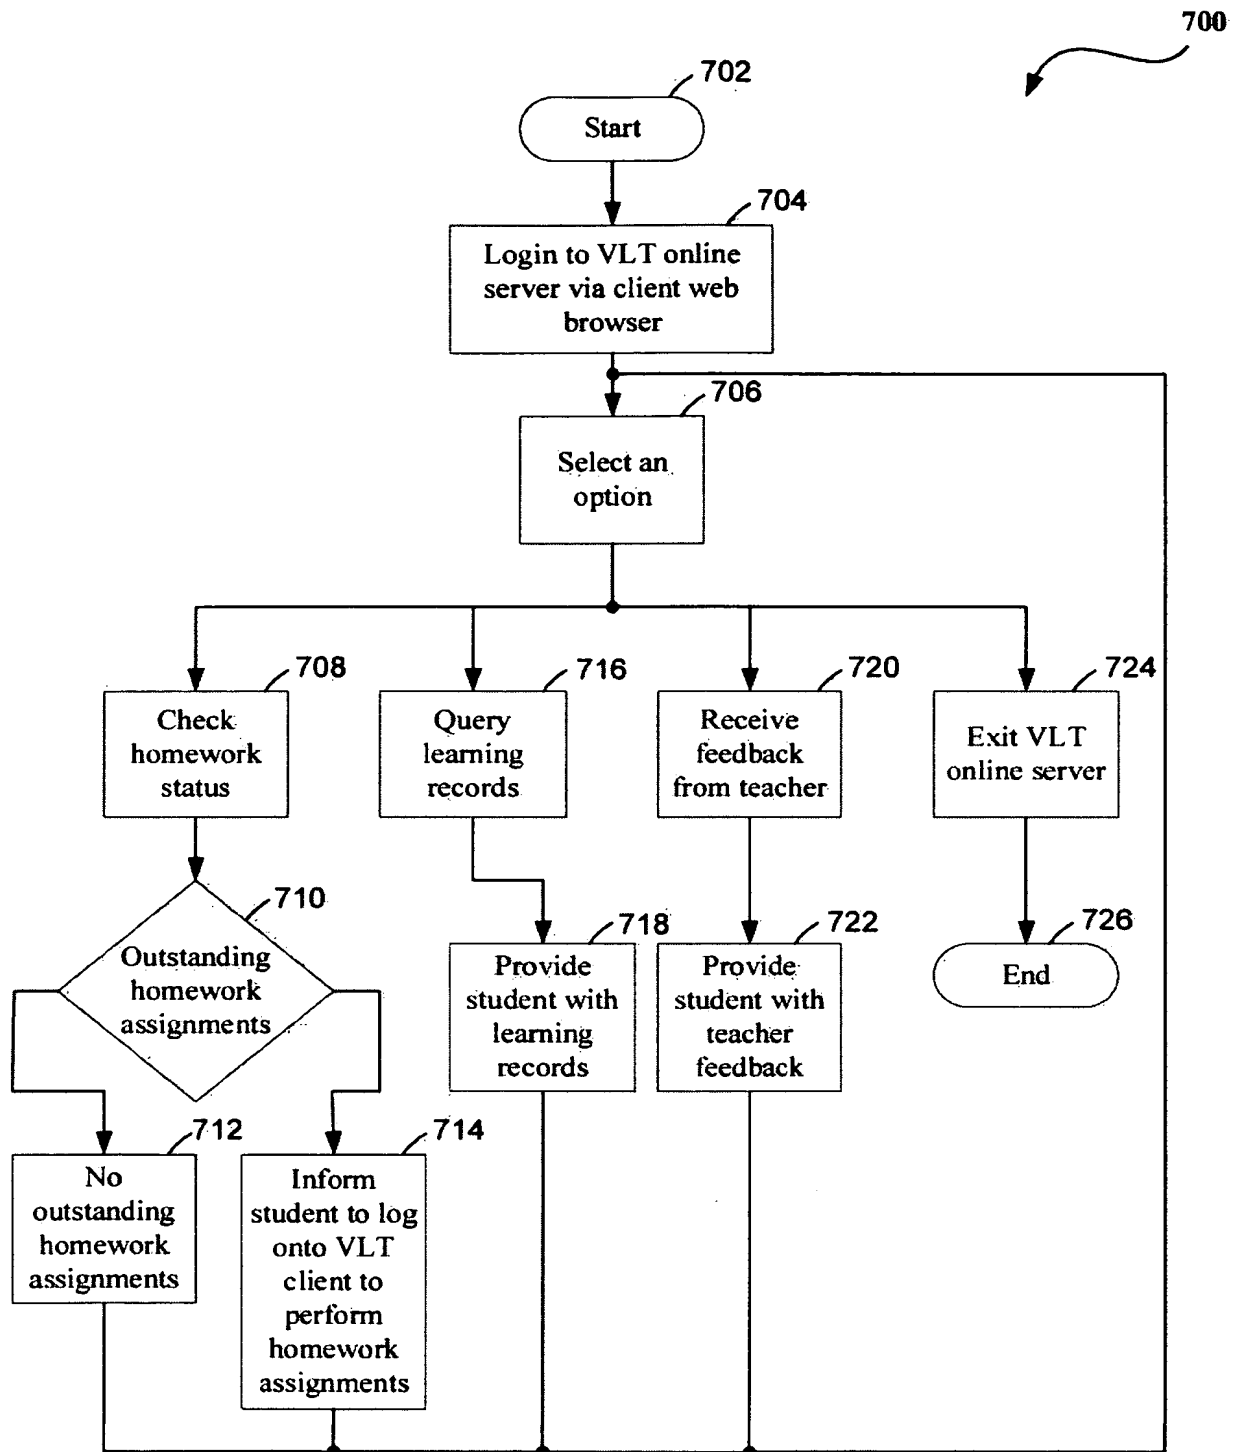 700
702
Start
704
Login to VLT online
server via client web
browser
706
Select an
option
708
Check
homework
status
716
Query
learning
records
720
Receive
feedback
from teacher
724
Exit VLT
online server
710
Outstanding
homework
assignments
718
Provide
student with
learning
records
722
Provide
student with
teacher
feedback
726
End
712
No
outstanding
homework
assignments
714
Inform
student to log
onto VLT
client to
perform
homework
assignments